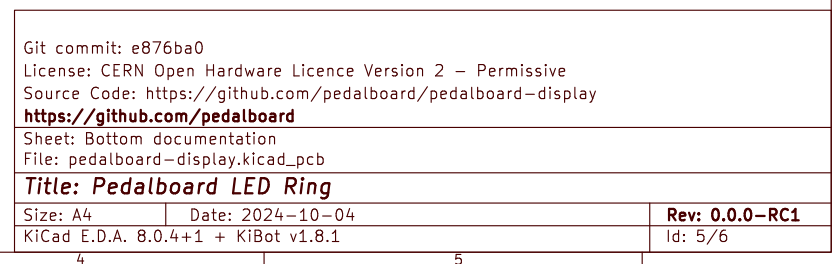 Git commit: e876ba0
License: CERN Open Hardware Licence Version 2 – Permissive
Source Code: https://github.com/pedalboard/pedalboard-display
https://github.com/pedalboard
Sheet: Bottom documentation
File: pedalboard-display.kicad_pcb
Title: Pedalboard LED Ring
Size: A4 Date: 2024-10-04 Rev: 0.0.0-RC1
KiCad E.D.A. 8.0.4+1 + KiBot v1.8.1 Id: 5/6
4 5